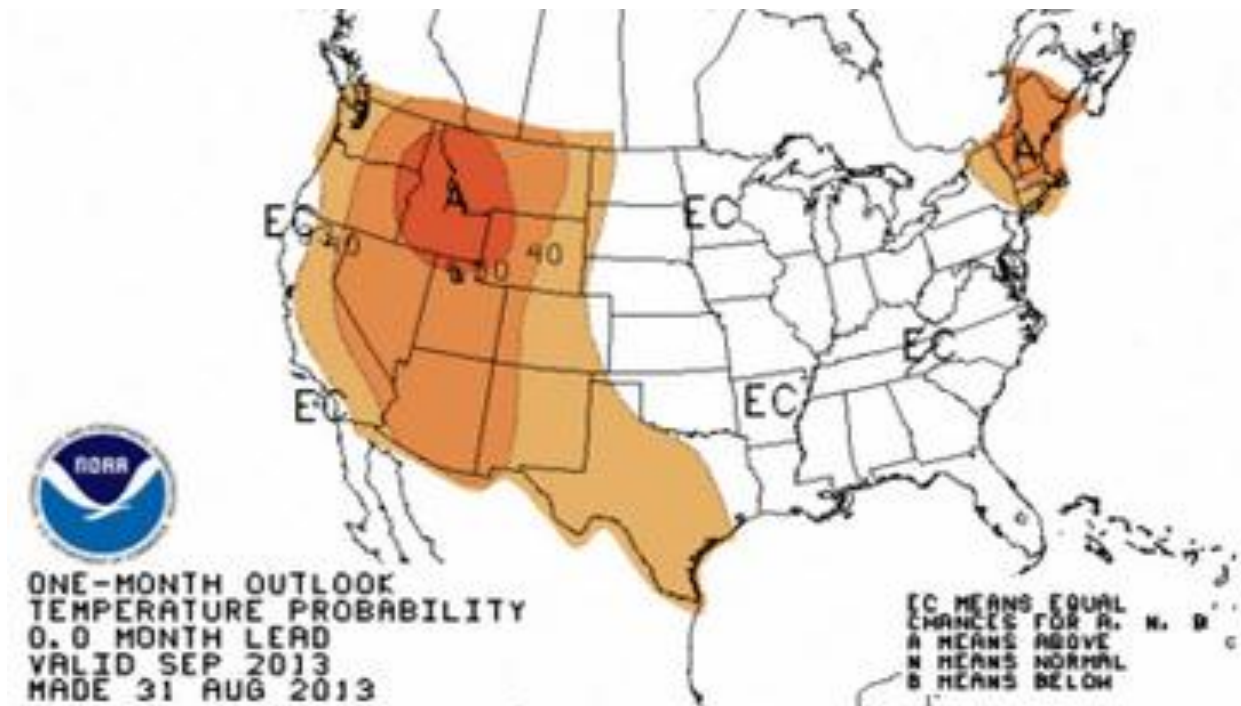 A
A
EC
EC
40
40
50
EC
EC
EC
NOAA
ONE-MONTH OUTLOOK
TEMPERATURE PROBABILITY
0.0 MONTH LEAD
VALID SEP 2013
MADE 31 AUG 2013
EC MEANS EQUAL
CHANCES FOR A, N, B
A MEANS ABOVE
N MEANS NORMAL
B MEANS BELOW